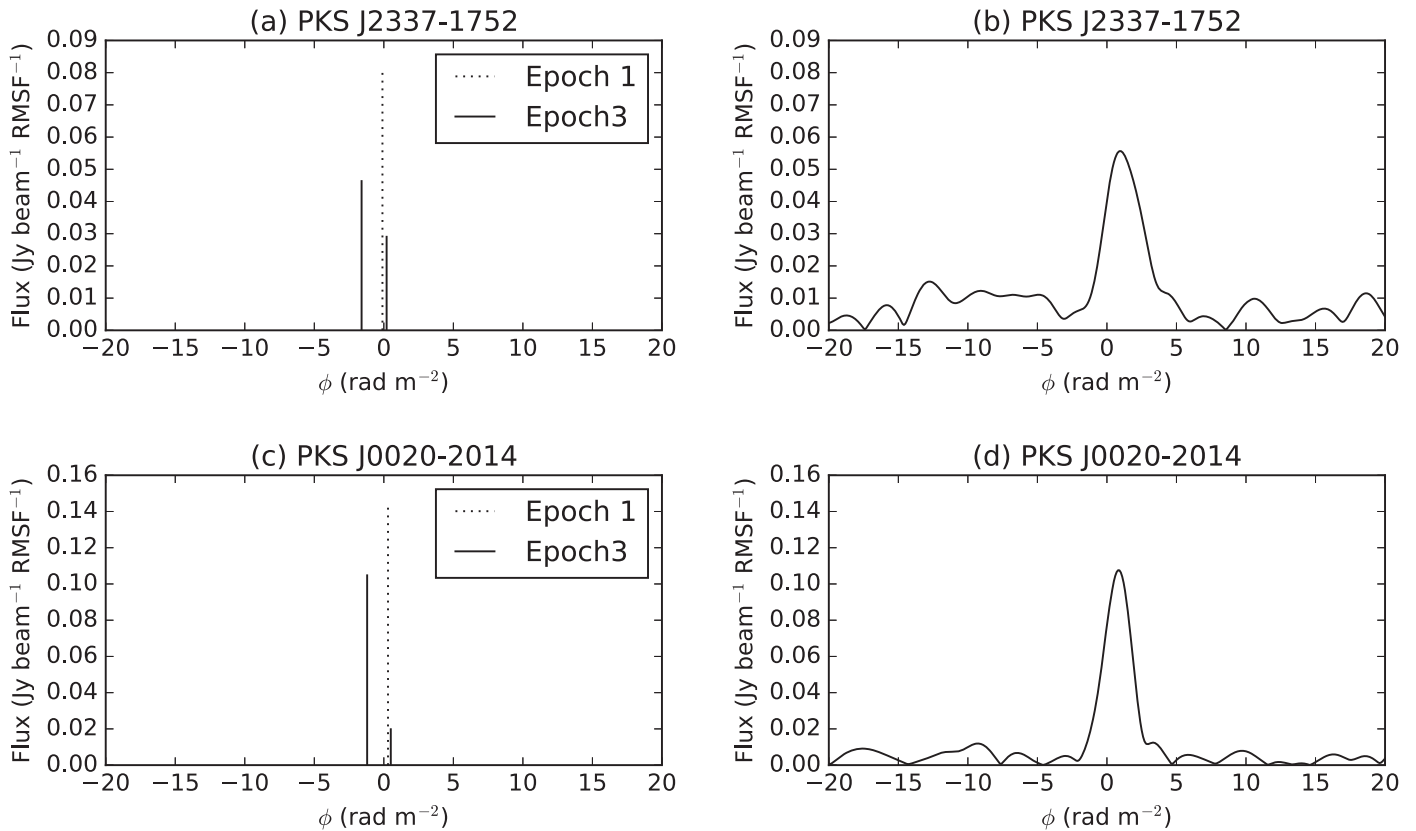 (a) PKS J2337-1752
Flux (Jy beam⁻¹ RMSF⁻¹)
0.09
0.08
0.07
0.06
0.05
0.04
0.03
0.02
0.01
0.00
Epoch 1
Epoch3
−20 −15 −10 −5 0 5 10 15 20
ϕ (rad m⁻²)
(b) PKS J2337-1752
Flux (Jy beam⁻¹ RMSF⁻¹)
0.09
0.08
0.07
0.06
0.05
0.04
0.03
0.02
0.01
0.00
−20 −15 −10 −5 0 5 10 15 20
ϕ (rad m⁻²)
(c) PKS J0020-2014
Flux (Jy beam⁻¹ RMSF⁻¹)
0.16
0.14
0.12
0.10
0.08
0.06
0.04
0.02
0.00
Epoch 1
Epoch3
−20 −15 −10 −5 0 5 10 15 20
ϕ (rad m⁻²)
(d) PKS J0020-2014
Flux (Jy beam⁻¹ RMSF⁻¹)
0.16
0.14
0.12
0.10
0.08
0.06
0.04
0.02
0.00
−20 −15 −10 −5 0 5 10 15 20
ϕ (rad m⁻²)